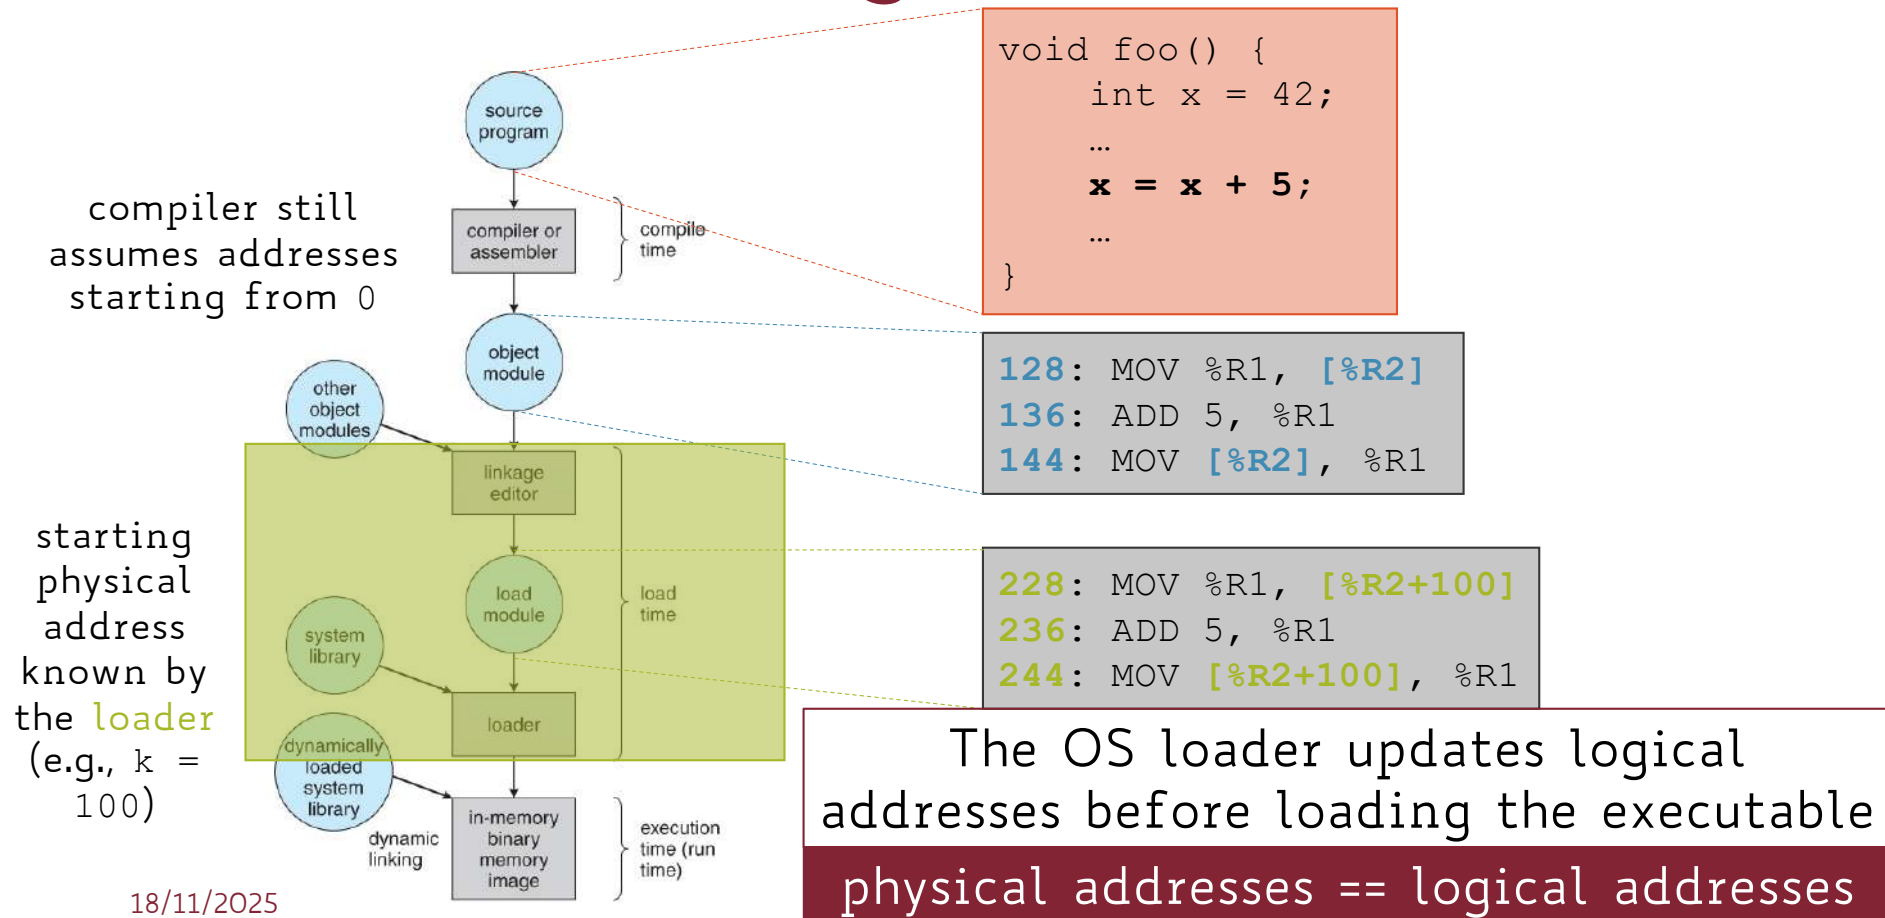 source
program
compiler or
assembler
compile
time
compiler still
assumes addresses
starting from 0
object
module
other
object
modules
linkage
editor
load
module
load
time
system
library
loader
starting
physical
address
known by
the loader
(e.g., k =
100)
dynamically
loaded
system
library
dynamic
linking
in-memory
binary
memory
image
execution
time (run
time)
void foo() {
int x = 42;
…
x = x + 5;
…
}
128: MOV %R1, [%R2]
136: ADD 5, %R1
144: MOV [%R2], %R1
228: MOV %R1, [%R2+100]
236: ADD 5, %R1
244: MOV [%R2+100], %R1
The OS loader updates logical
addresses before loading the executable
physical addresses == logical addresses
18/11/2025